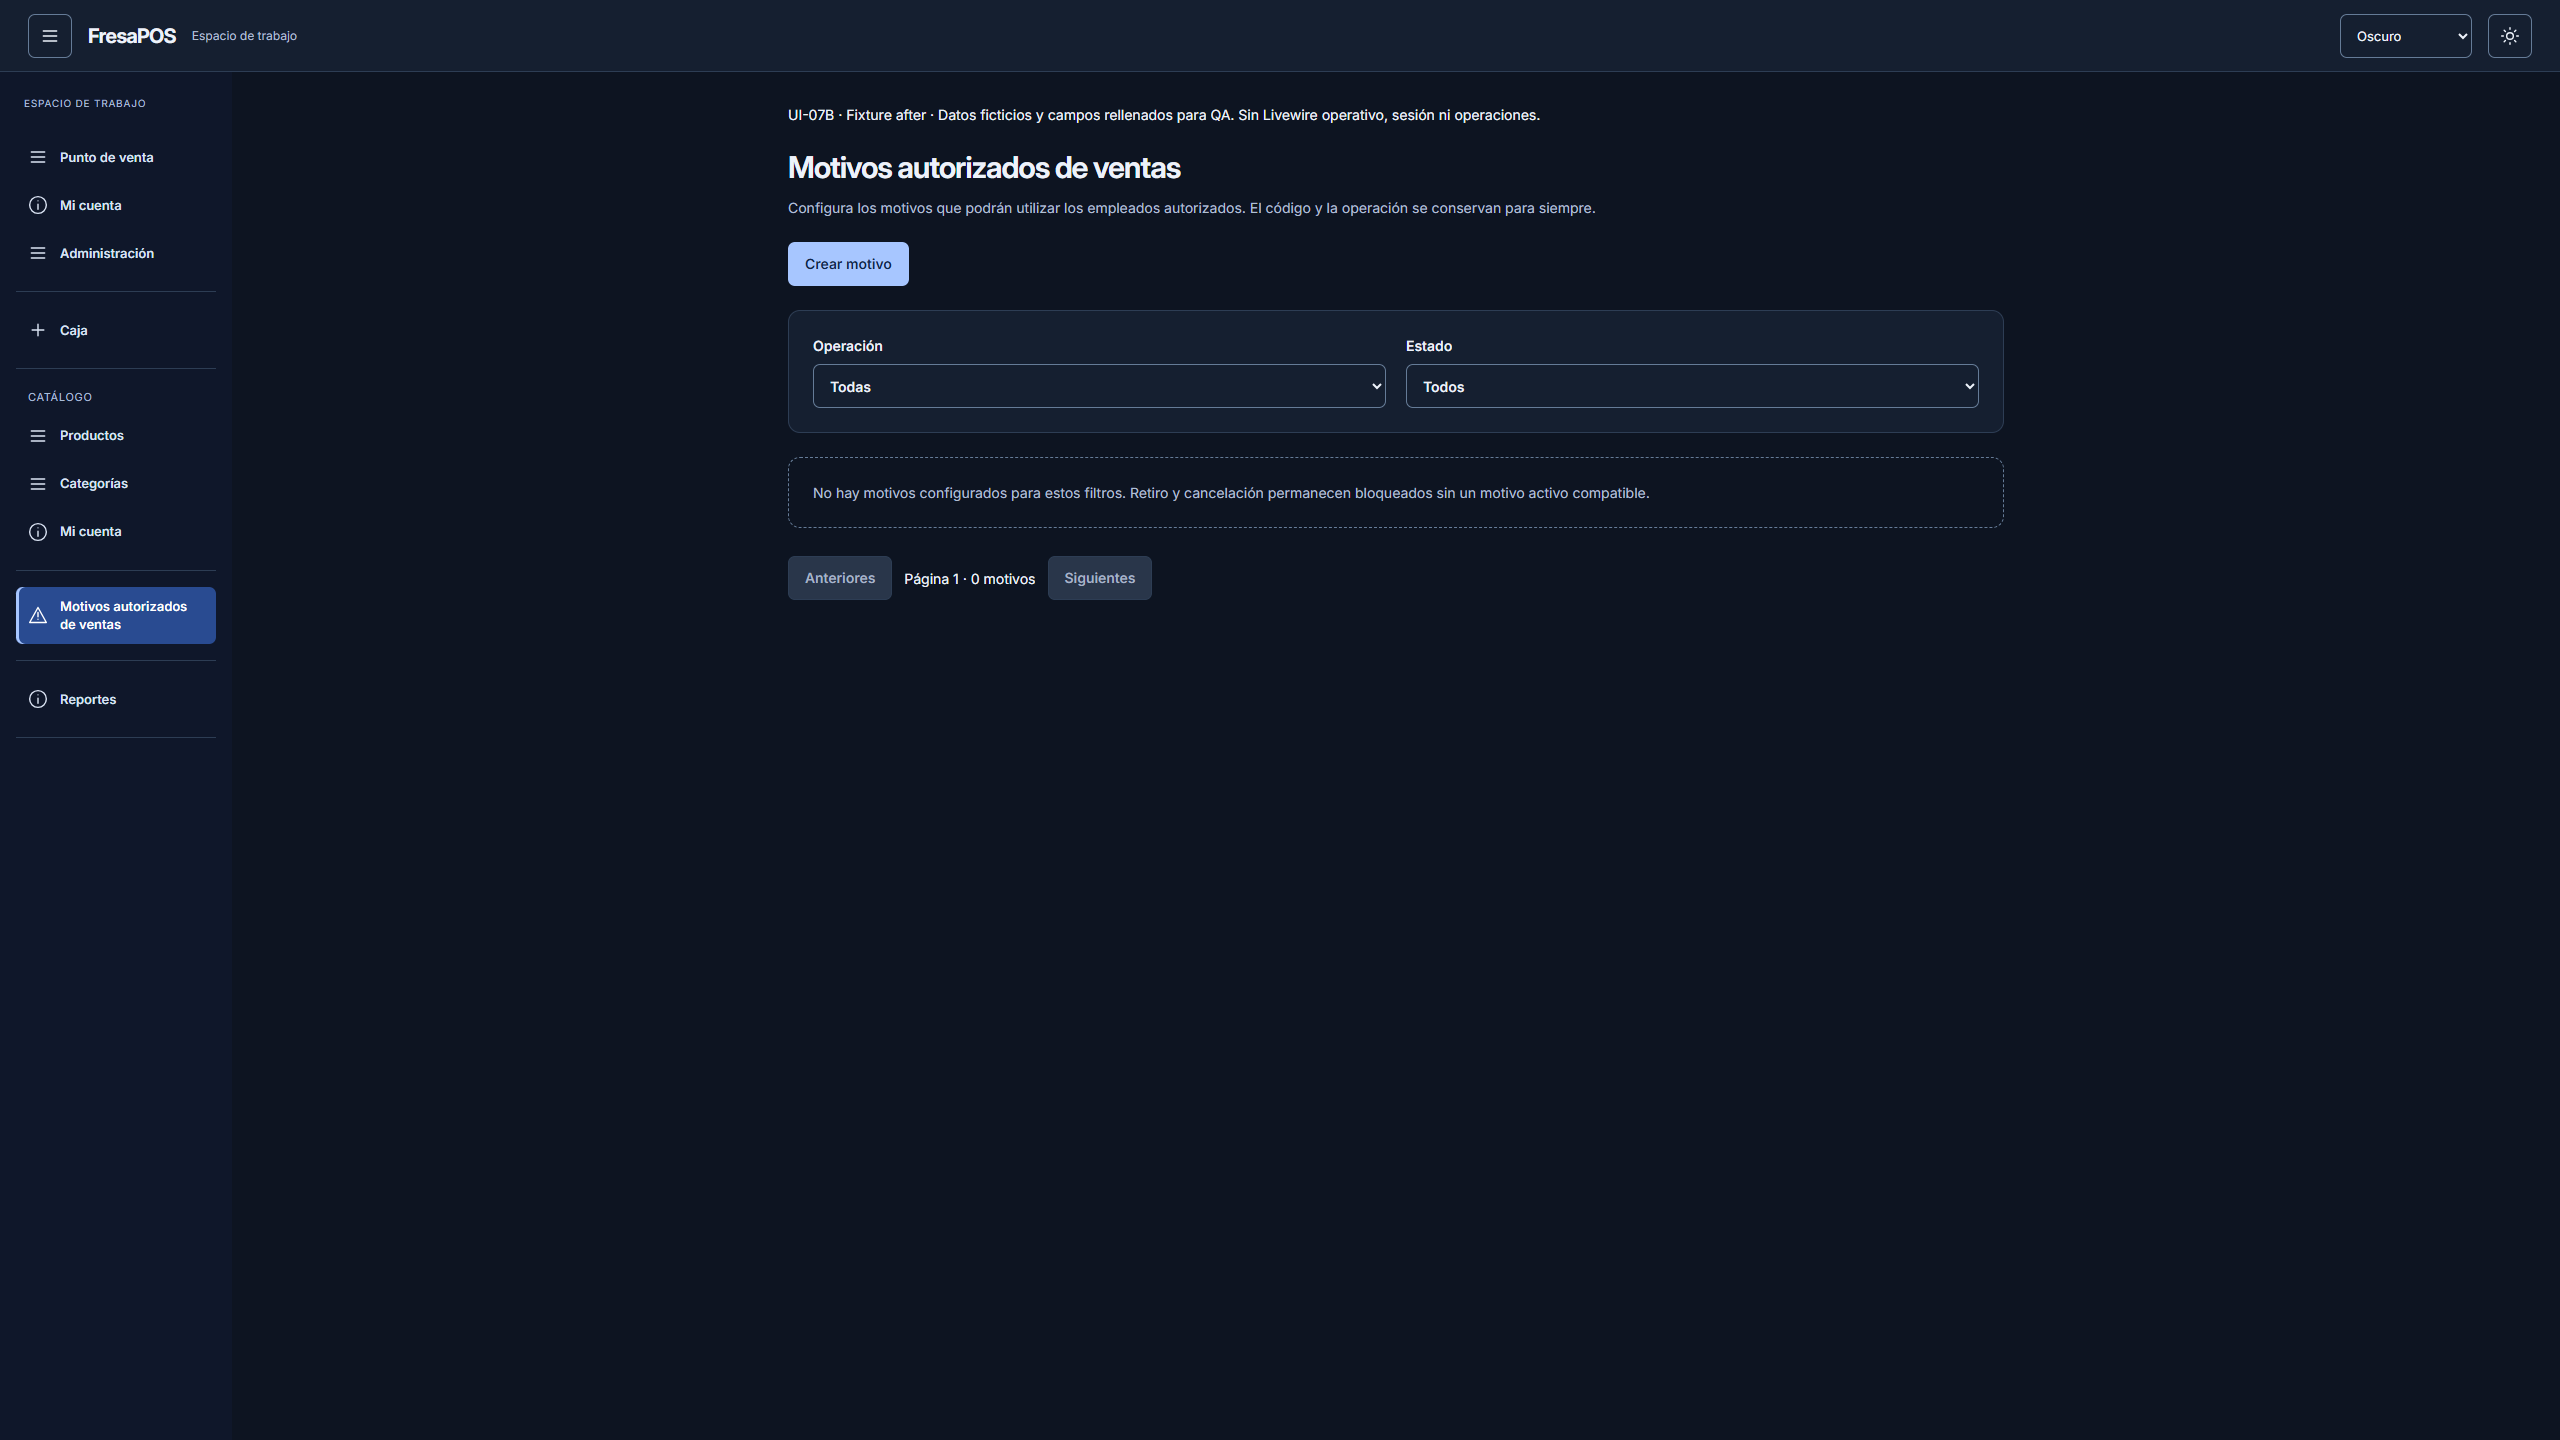 FresaPOS
Espacio de trabajo
Oscuro
ESPACIO DE TRABAJO
Punto de venta
Mi cuenta
Administración
Caja
CATÁLOGO
Productos
Categorías
Mi cuenta
Motivos autorizados
de ventas
Reportes
UI-07B · Fixture after · Datos ficticios y campos rellenados para QA. Sin Livewire operativo, sesión ni operaciones.
Motivos autorizados de ventas
Configura los motivos que podrán utilizar los empleados autorizados. El código y la operación se conservan para siempre.
Crear motivo
Operación
Todas
Estado
Todos
No hay motivos configurados para estos filtros. Retiro y cancelación permanecen bloqueados sin un motivo activo compatible.
Anteriores
Página 1 · 0 motivos
Siguientes